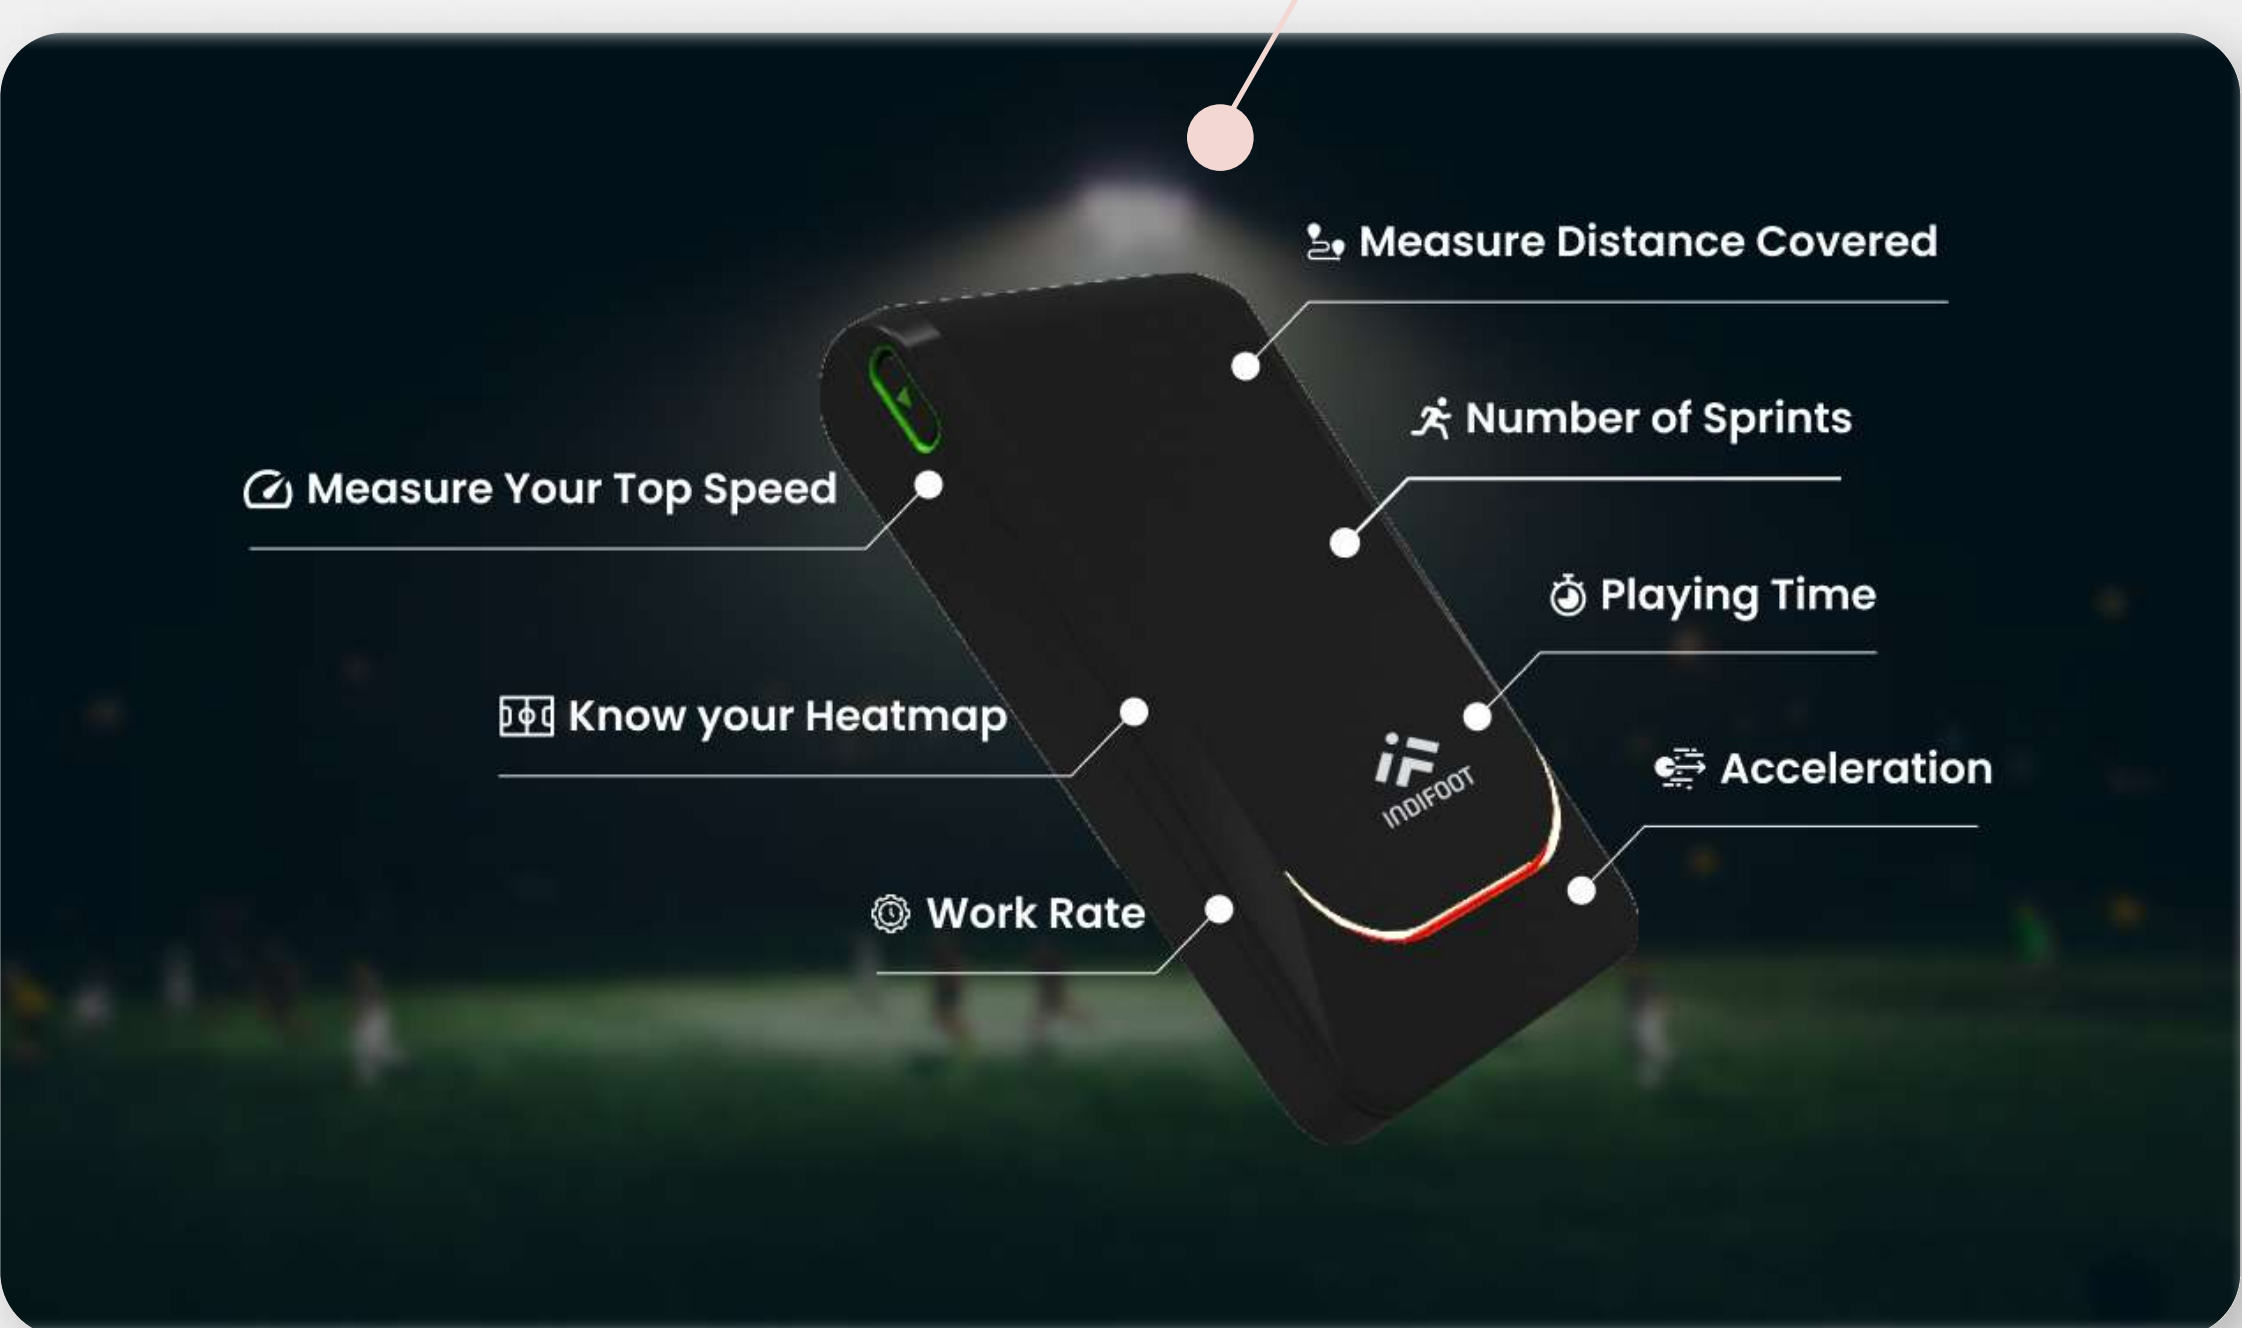 Measure Distance Covered
Number of Sprints
Measure Your Top Speed
Playing Time
Know your Heatmap
iF
INDIFOOT
Acceleration
Work Rate